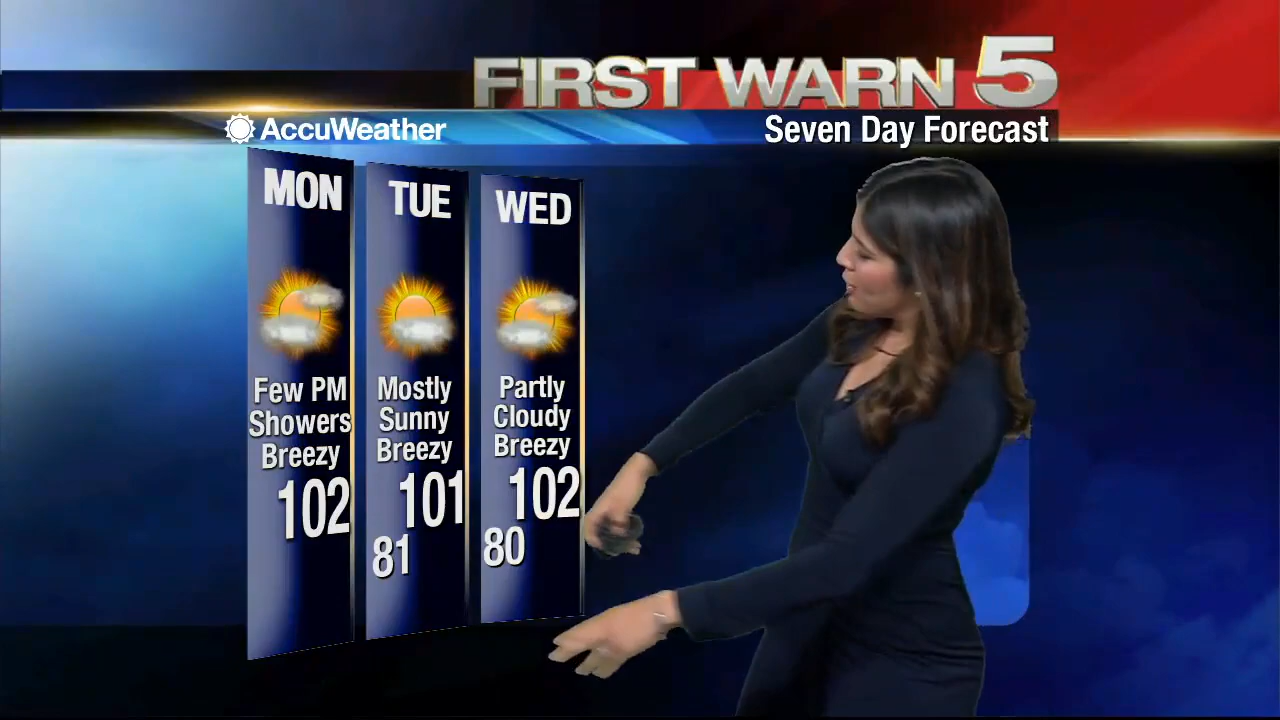 FIRST WARN 5
AccuWeather
Seven Day Forecast
MON
Few PM
Showers
Breezy
102
TUE
Mostly
Sunny
Breezy
101
81
WED
Partly
Cloudy
Breezy
102
80